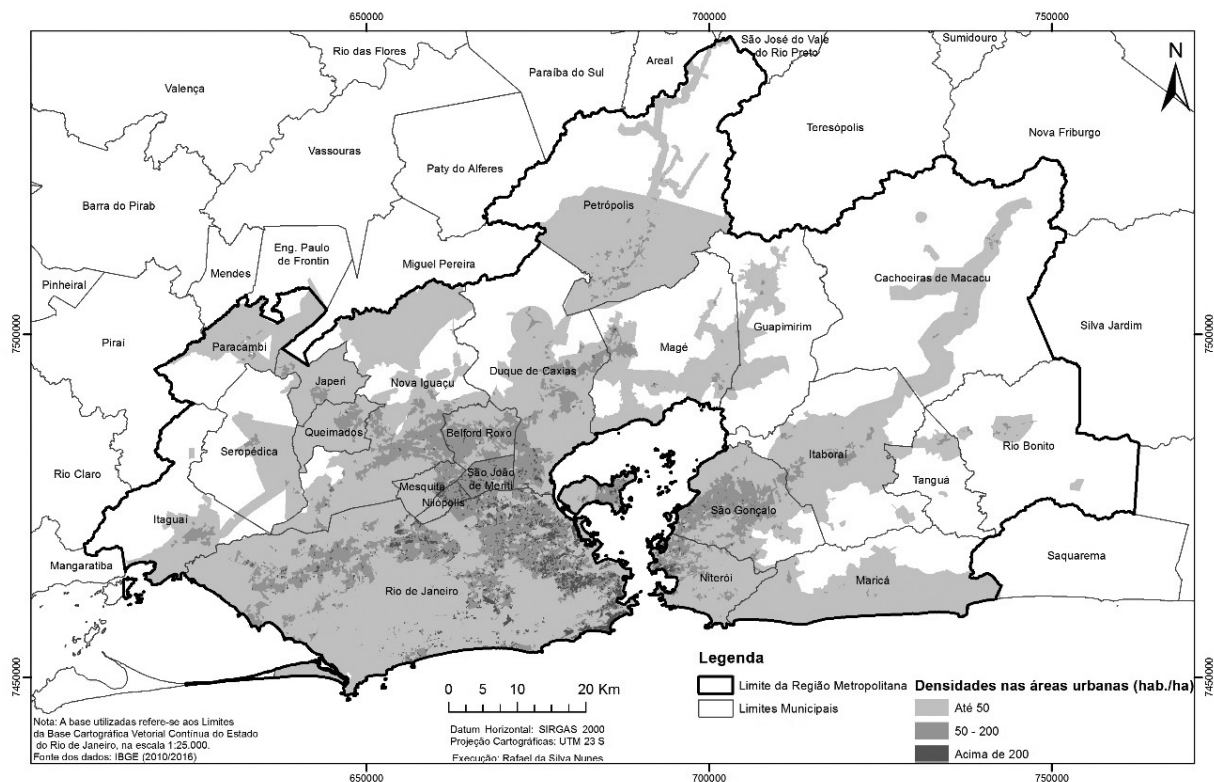 650000
700000
750000
São José do Vale
do Rio Preto
Sumidouro
Rio das Flores
Areal
Paraíba do Sul
N
Valença
Teresópolis
Nova Friburgo
Vassouras
Paty do Alferes
Barra do Pirab
Petrópolis
Eng. Paulo
de Frontin
Miguel Pereira
Mendes
Pinheiral
Cachoeiras de Macacu
7500000
Piraí
Paracambi
Guapimirim
Silva Jardim
7500000
Magé
Duque de Caxias
Japeri
Nova Iguaçu
Queimados
Belford Roxo
Rio Bonito
Seropédica
Itaboraí
Rio Claro
São João
de Meriti
Tanguá
Mesquita
Nilópolis
São Gonçalo
Itaguaí
Mangaratiba
Saquarema
Niterói
Maricá
Rio de Janeiro
Legenda
7450000
Limite da Região Metropolitana
Limites Municipais
Densidades nas áreas urbanas (hab./ha)
Até 50
50 - 200
Acima de 200
7450000
0 5 10 20 Km
Nota: A base utilizadas refere-se aos Limites
da Base Cartográfica Vetorial Contínua do Estado
do Rio de Janeiro, na escala 1:25.000.
Fonte dos dados: IBGE (2010/2016)
Datum Horizontal: SIRGAS 2000
Projeção Cartográficas: UTM 23 S
Execução: Rafael da Silva Nunes
650000
700000
750000